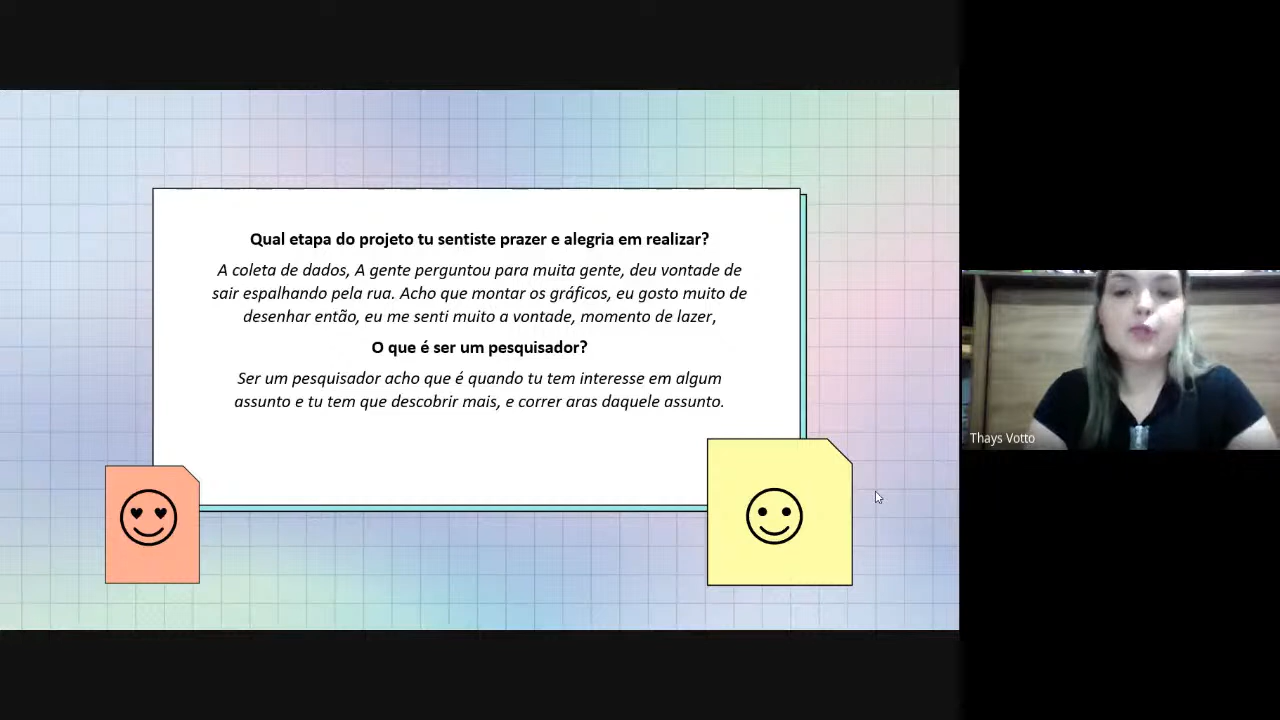 Qual etapa do projeto tu sentiste prazer e alegria em realizar?
A coleta de dados, A gente perguntou para muita gente, deu vontade de
sair espalhando pela rua. Acho que montar os gráficos, eu gosto muito de
desenhar então, eu me senti muito a vontade, momento de lazer,
O que é ser um pesquisador?
Ser um pesquisador acho que é quando tu tem interesse em algum
assunto e tu tem que descobrir mais, e correr aras daquele assunto.
Thays Votto